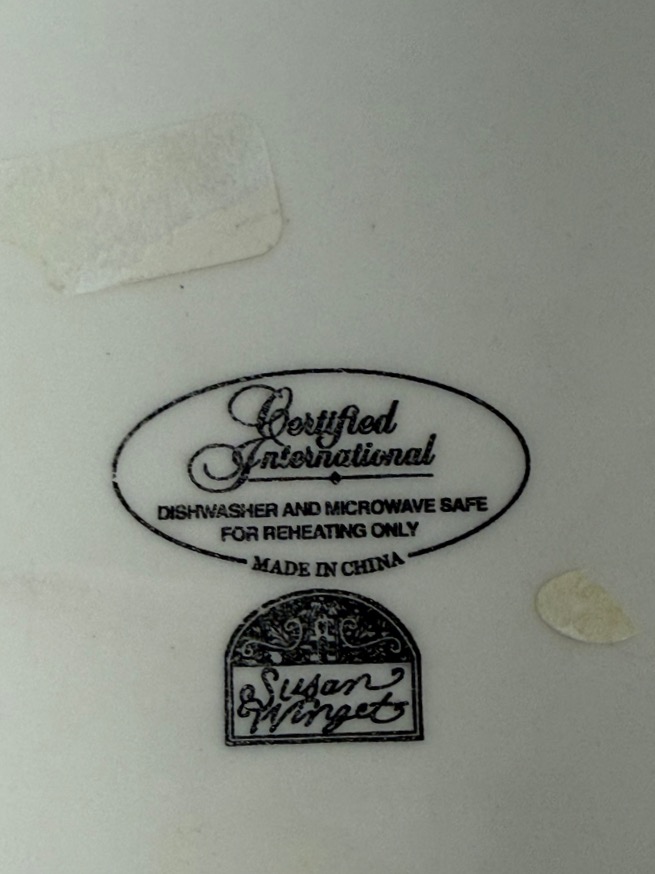 Certified
International
DISHWASHER AND MICROWAVE SAFE
FOR REHEATING ONLY
MADE IN CHINA
Susan
Winget